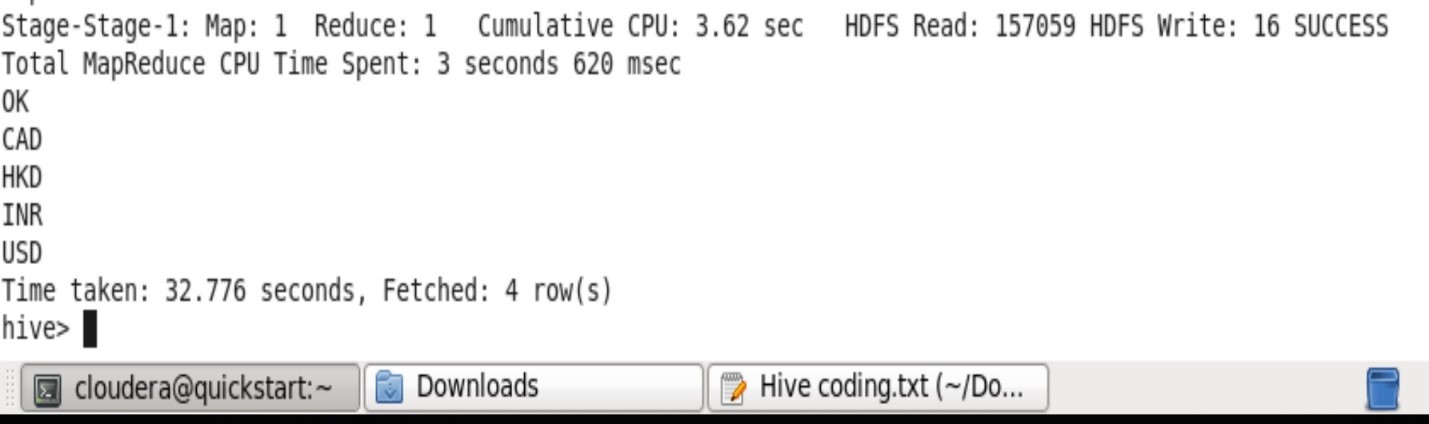 Stage-Stage-1: Map: 1  Reduce: 1   Cumulative CPU: 3.62 sec   HDFS Read: 157059 HDFS Write: 16 SUCCESS
Total MapReduce CPU Time Spent: 3 seconds 620 msec
OK
CAD
HKD
INR
USD
Time taken: 32.776 seconds, Fetched: 4 row(s)
hive>
cloudera@quickstart:~ Downloads Hive coding.txt (~/Do...